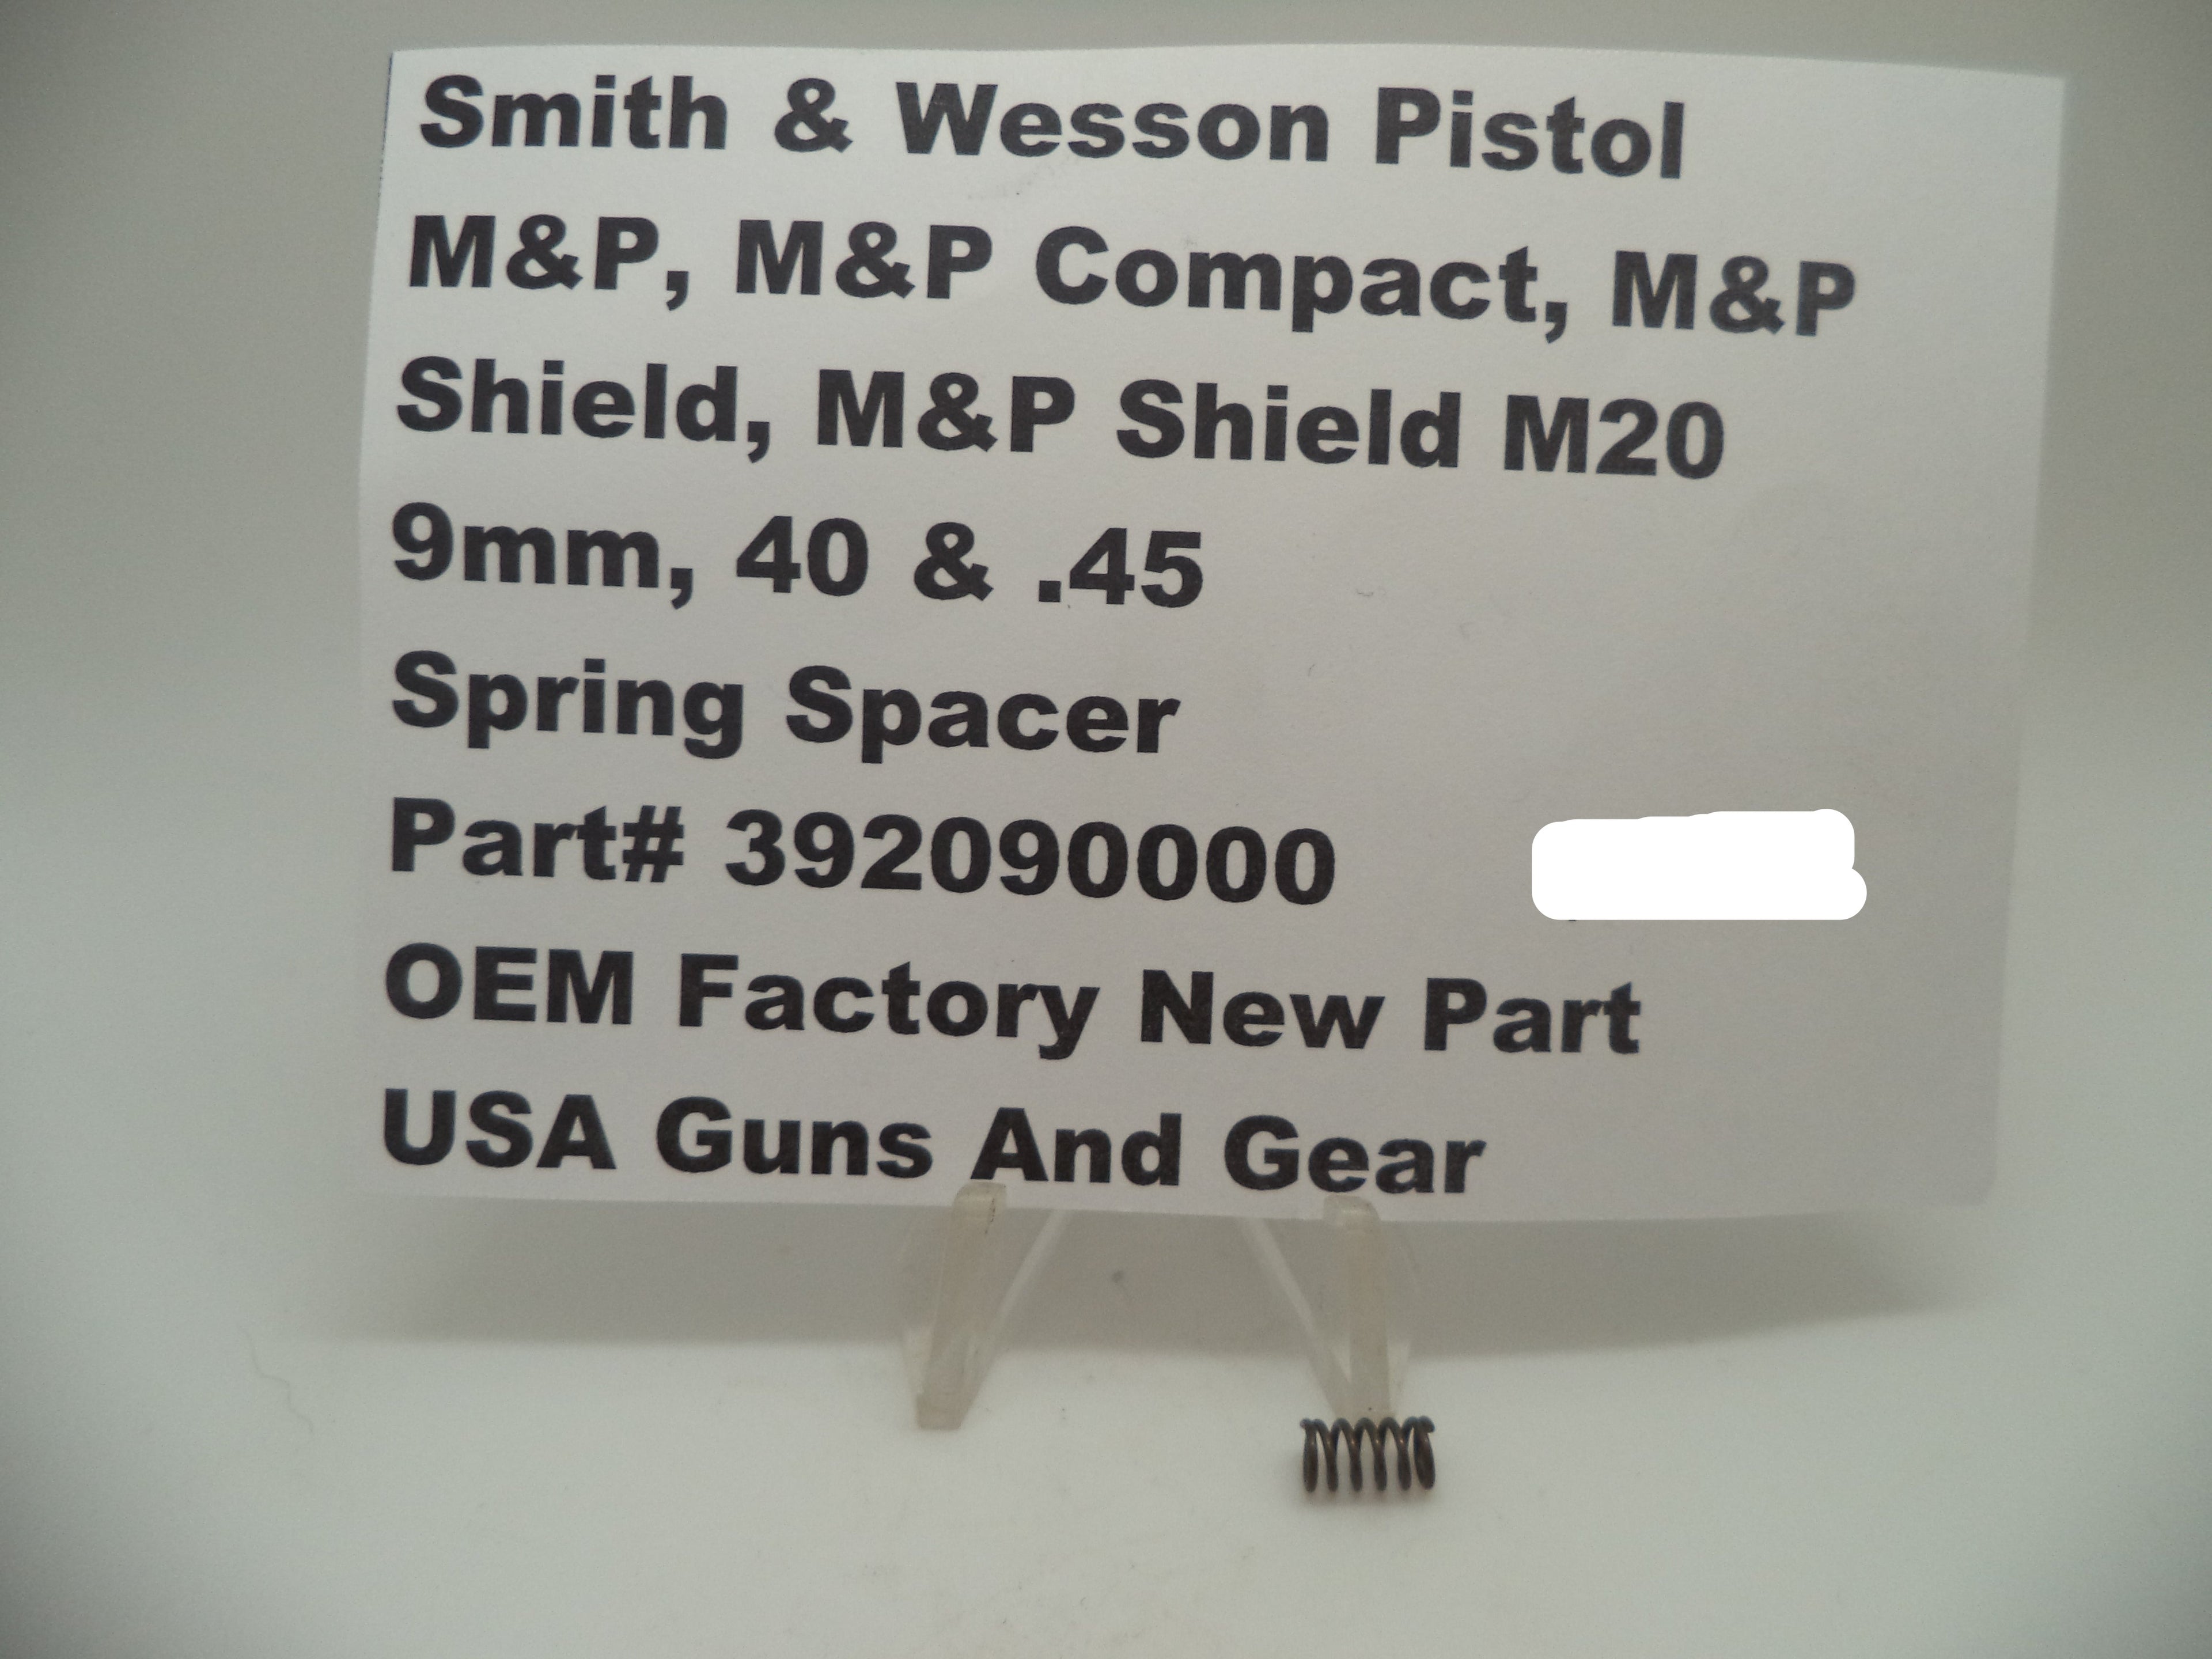 Smith & Wesson Pistol
M&P, M&P Compact, M&P
Shield, M&P Shield M20
9mm, 40 & .45
Spring Spacer
Part# 392090000
OEM Factory New Part
USA Guns And Gear